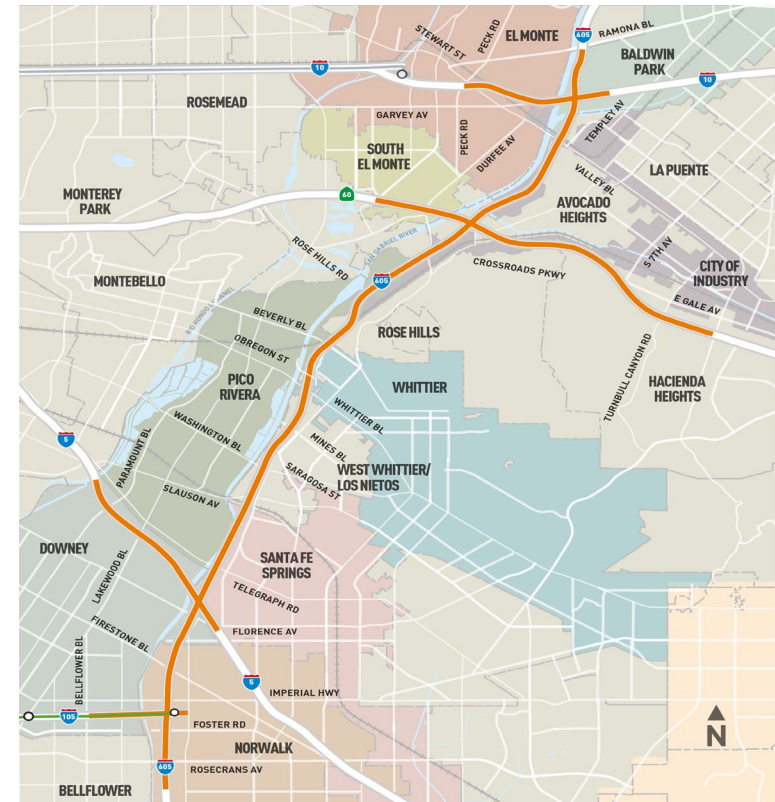 EL MONTE
605
RAMONA BL
STEWART ST
PECK RD
BALDWIN
PARK
10
10
ROSEMEAD
GARVEY AV
TEMPLEY AV
PECK RD
DURFEE AV
SOUTH
EL MONTE
LA PUENTE
VALLEY BL
MONTEREY
PARK
60
AVOCADO
HEIGHTS
SAN GABRIEL RIVER
ROSE HILLS RD
S 7TH AV
CROSSROADS PKWY
CITY OF
INDUSTRY
MONTEBELLO
605
E GALE AV
RIO HONDO CHANNEL
BEVERLY BL
ROSE HILLS
OBREGON ST
TURNBULL CANYON RD
PICO
RIVERA
WHITTIER
HACIENDA
HEIGHTS
WHITTIER BL
WASHINGTON BL
5
PARAMOUNT BL
MINES BL
WEST WHITTIER/
LOS NIETOS
SARAGOSA ST
SLAUSON AV
DOWNEY
LAKEWOOD BL
SANTA FE
SPRINGS
TELEGRAPH RD
FIRESTONE BL
FLORENCE AV
BELLFLOWER BL
5
IMPERIAL HWY
105
FOSTER RD
N
NORWALK
605
ROSECRANS AV
BELLFLOWER